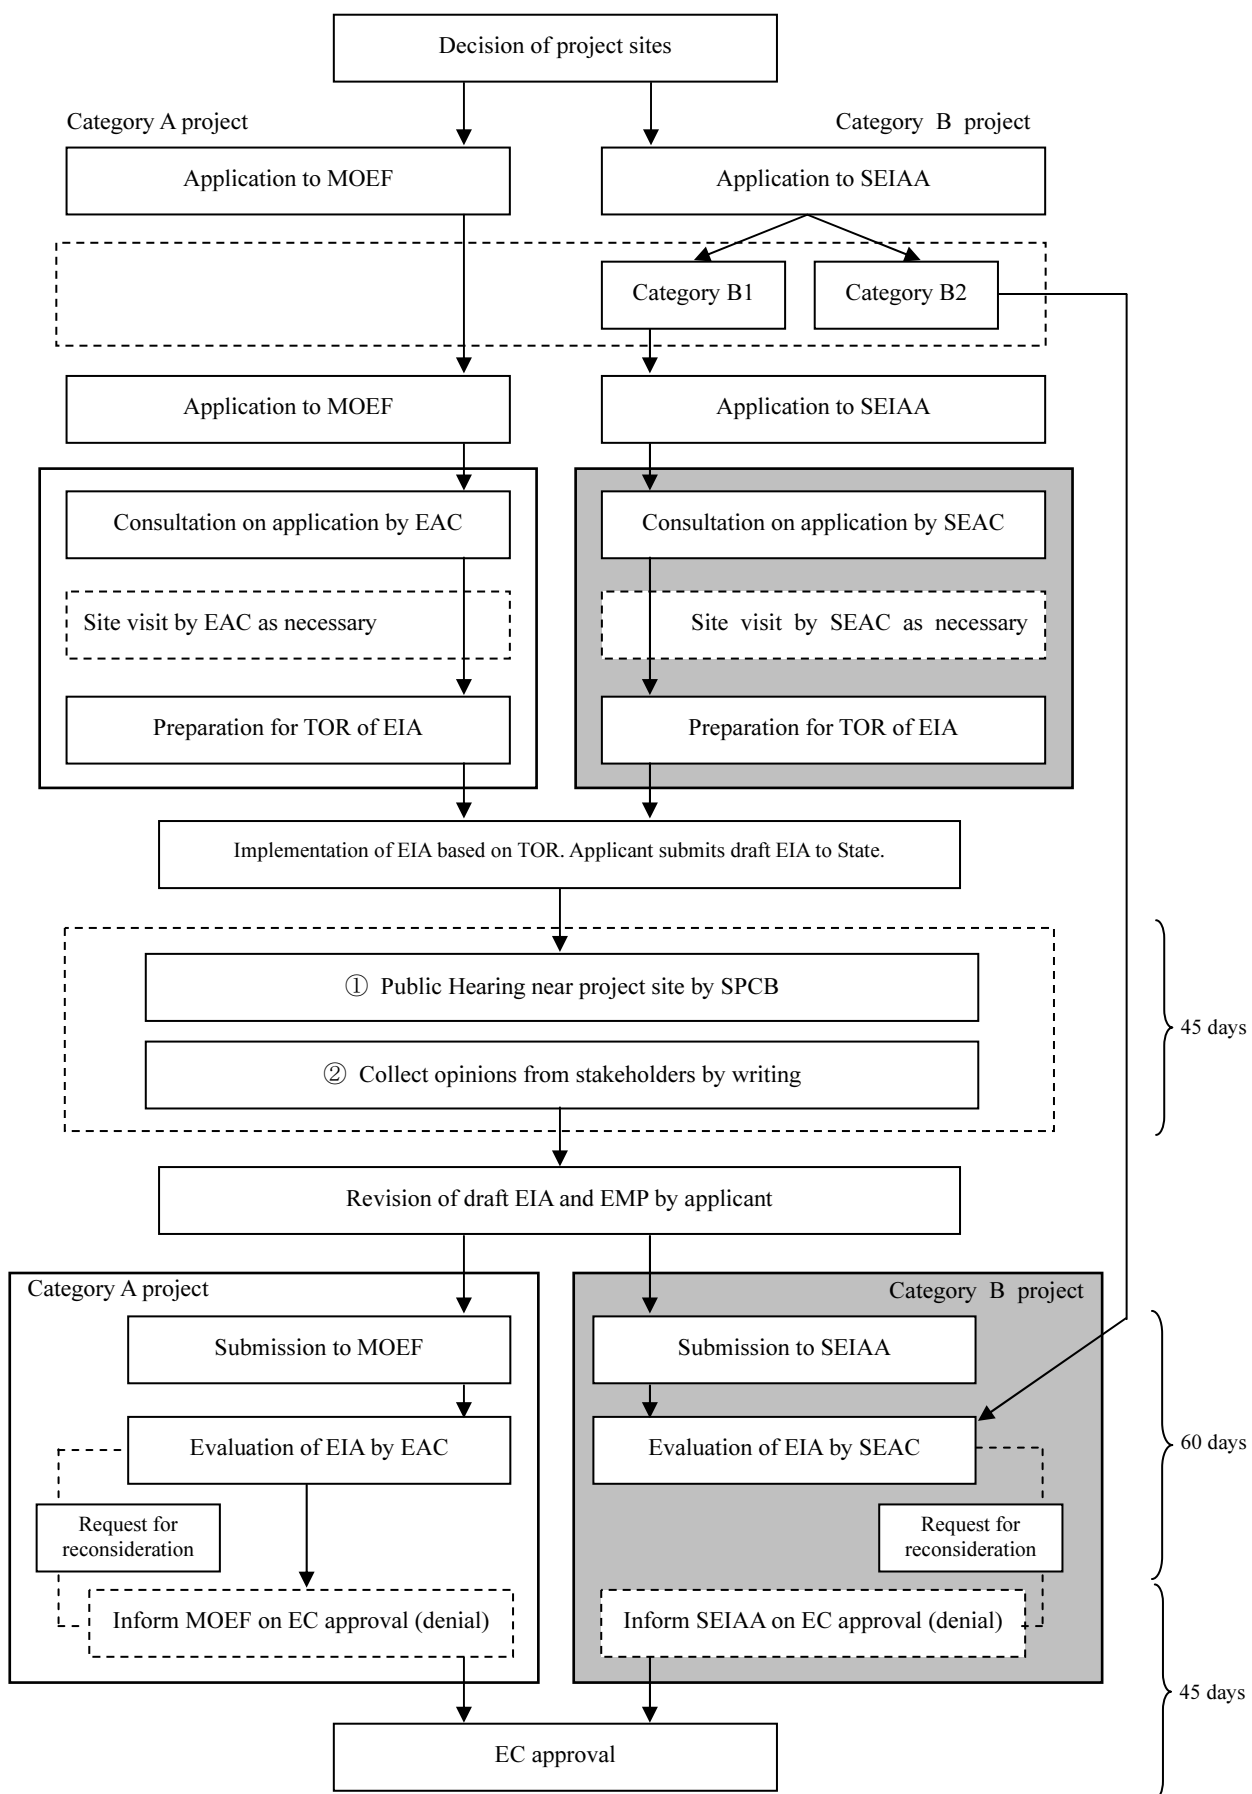 Decision of project sites
Category A project
Category B project
Application to MOEF
Application to SEIAA
Category B1
Category B2
Application to MOEF
Application to SEIAA
Consultation on application by EAC
Consultation on application by SEAC
Site visit by EAC as necessary
Site visit by SEAC as necessary
Preparation for TOR of EIA
Preparation for TOR of EIA
Implementation of EIA based on TOR. Applicant submits draft EIA to State.
① Public Hearing near project site by SPCB
45 days
② Collect opinions from stakeholders by writing
Revision of draft EIA and EMP by applicant
Category A project
Category B project
Submission to MOEF
Submission to SEIAA
Evaluation of EIA by EAC
Evaluation of EIA by SEAC
60 days
Request for
reconsideration
Request for
reconsideration
Inform MOEF on EC approval (denial)
Inform SEIAA on EC approval (denial)
45 days
EC approval